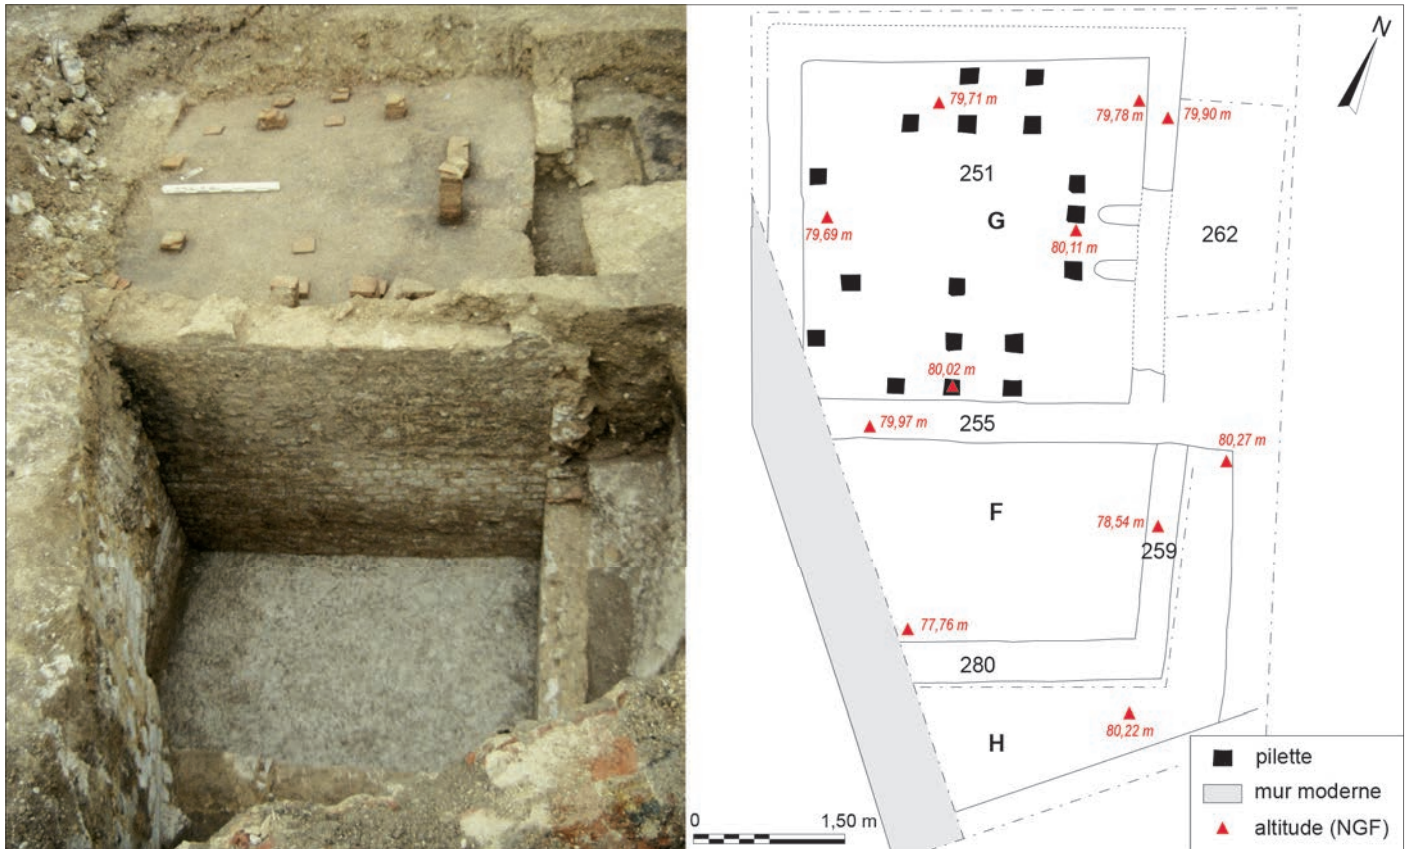 N
79,71 m
79,78 m
79,90 m
251
G
79,69 m
262
80,11 m
80,02 m
79,97 m
255
80,27 m
F
78,54 m
259
77,76 m
280
80,22 m
H
pilette
mur moderne
altitude (NGF)
0 1,50 m